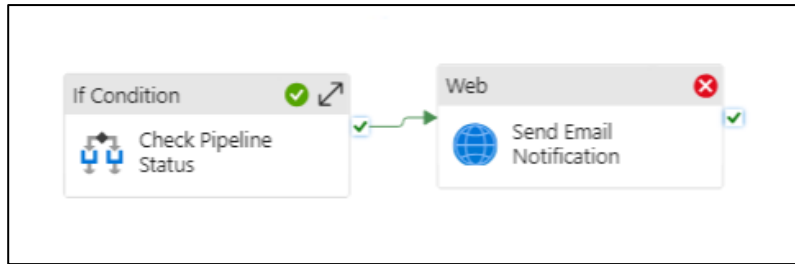 If Condition
Check Pipeline
Status
Web
Send Email
Notification